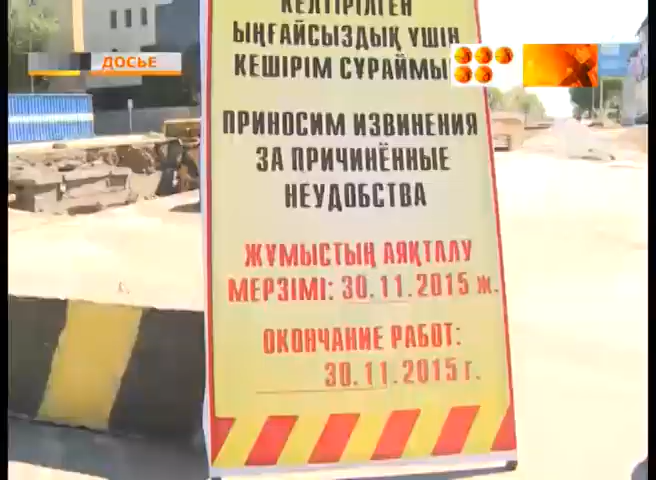 КЕЛТІРІЛГЕН
ЫҢҒАЙСЫЗДЫҚ ҮШІН
КЕШІРІМ СҰРАЙМЫ
ДОСЬЕ
ПРИНОСИМ ИЗВИНЕНИЯ
ЗА ПРИЧИНЁННЫЕ
НЕУДОБСТВА
ЖҰМЫСТЫҢ АЯҚТАЛУ
МЕРЗІМІ: 30.11.2015 ж.
ОКОНЧАНИЕ РАБОТ:
30.11.2015 г.